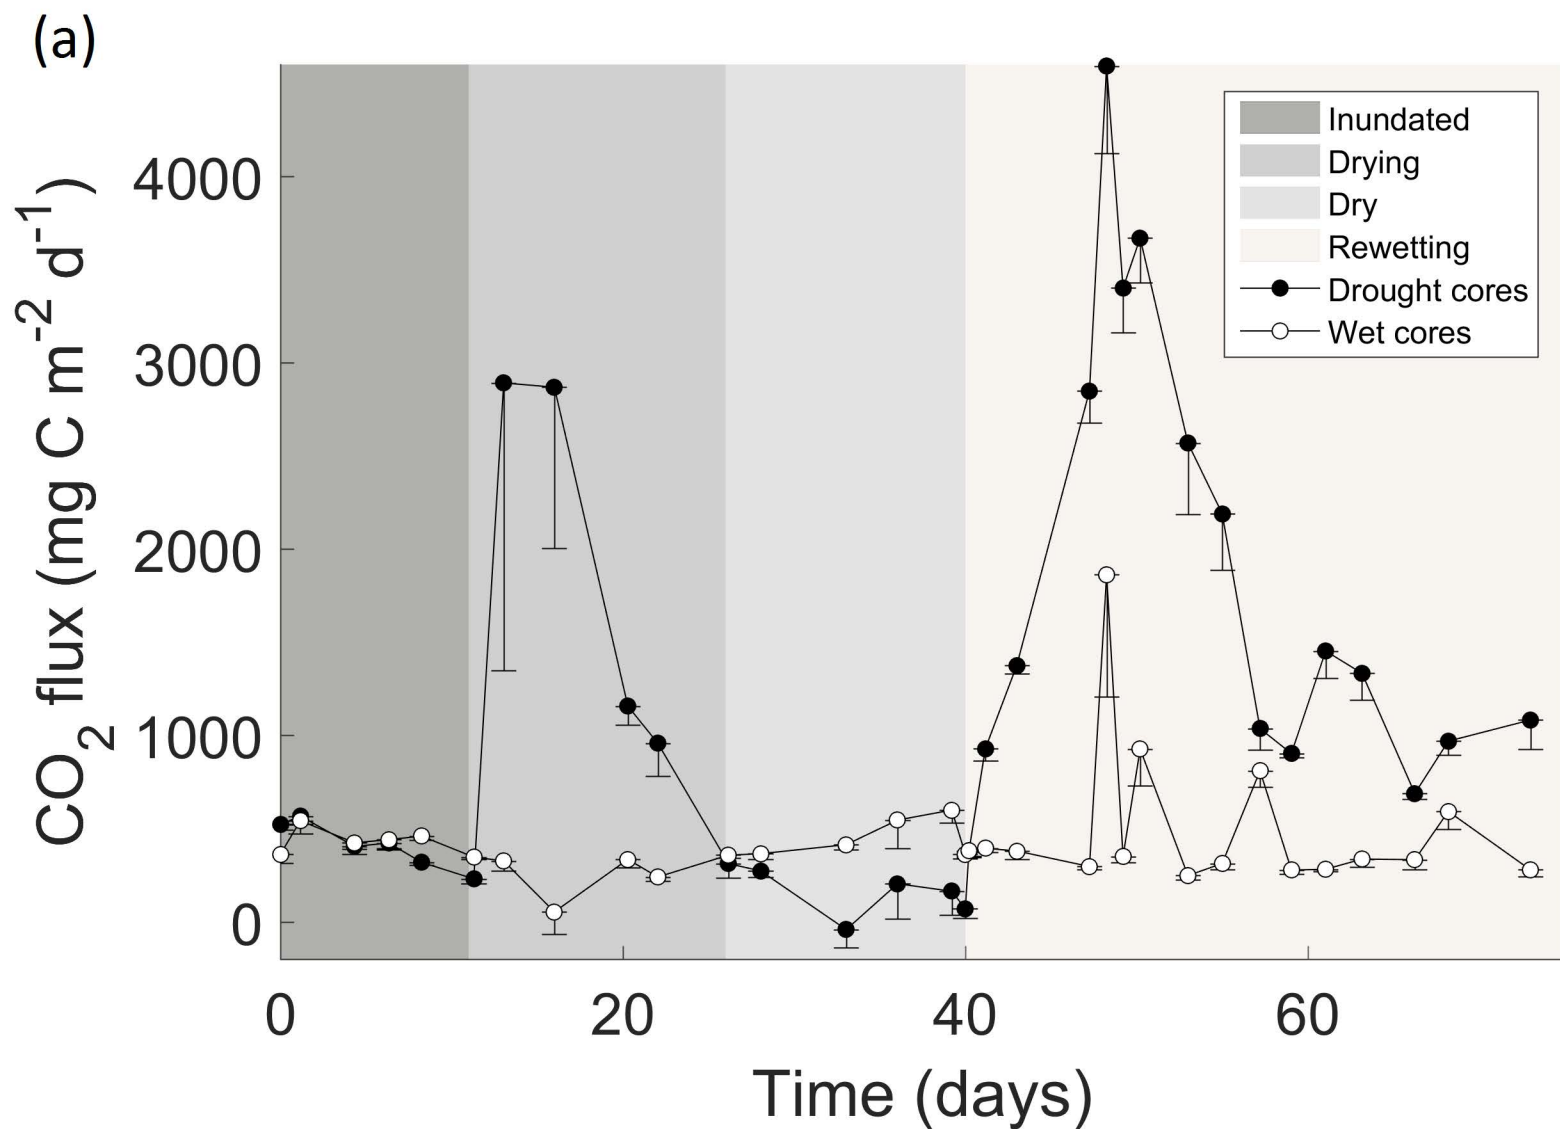 (a)
CO2 flux (mg C m-2 d-1)
4000
3000
2000
1000
0
0 20 40 60
Time (days)
Inundated
Drying
Dry
Rewetting
Drought cores
Wet cores